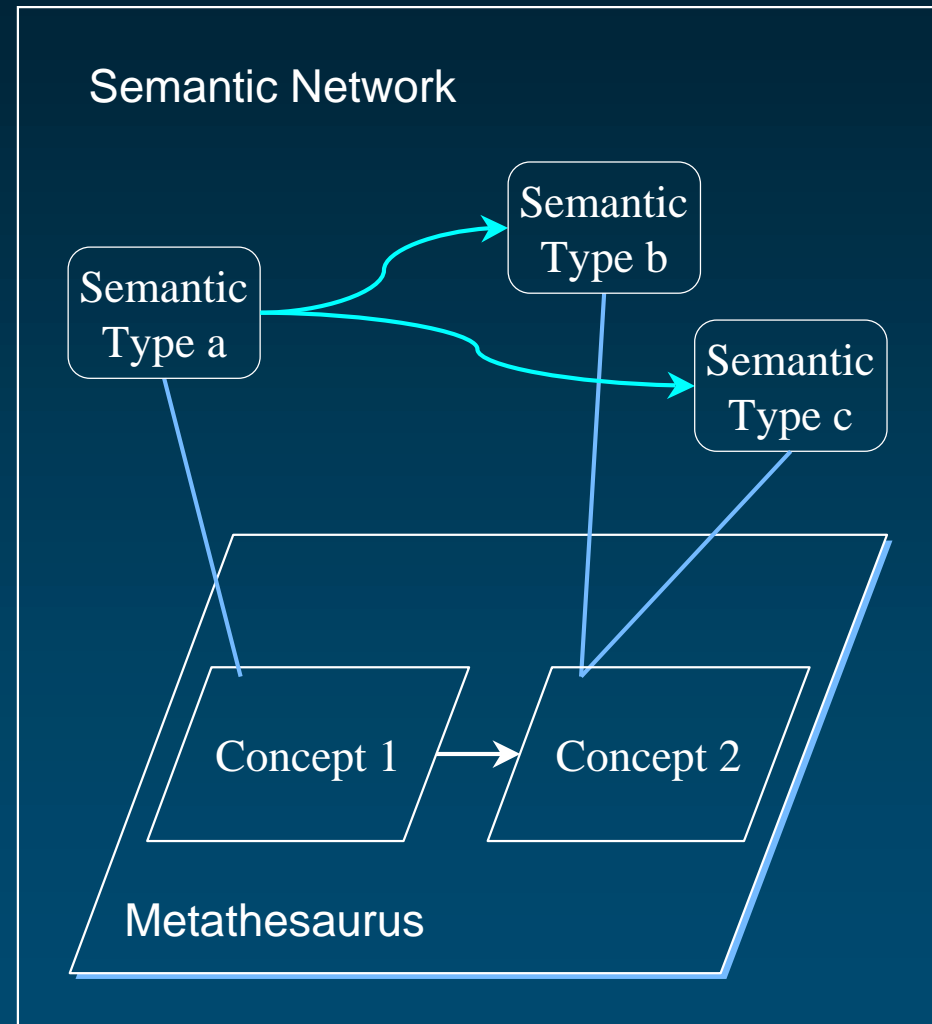 Semantic Network
Semantic
Type b
Semantic
Type a
Semantic
Type c
Concept 1
Concept 2
Metathesaurus